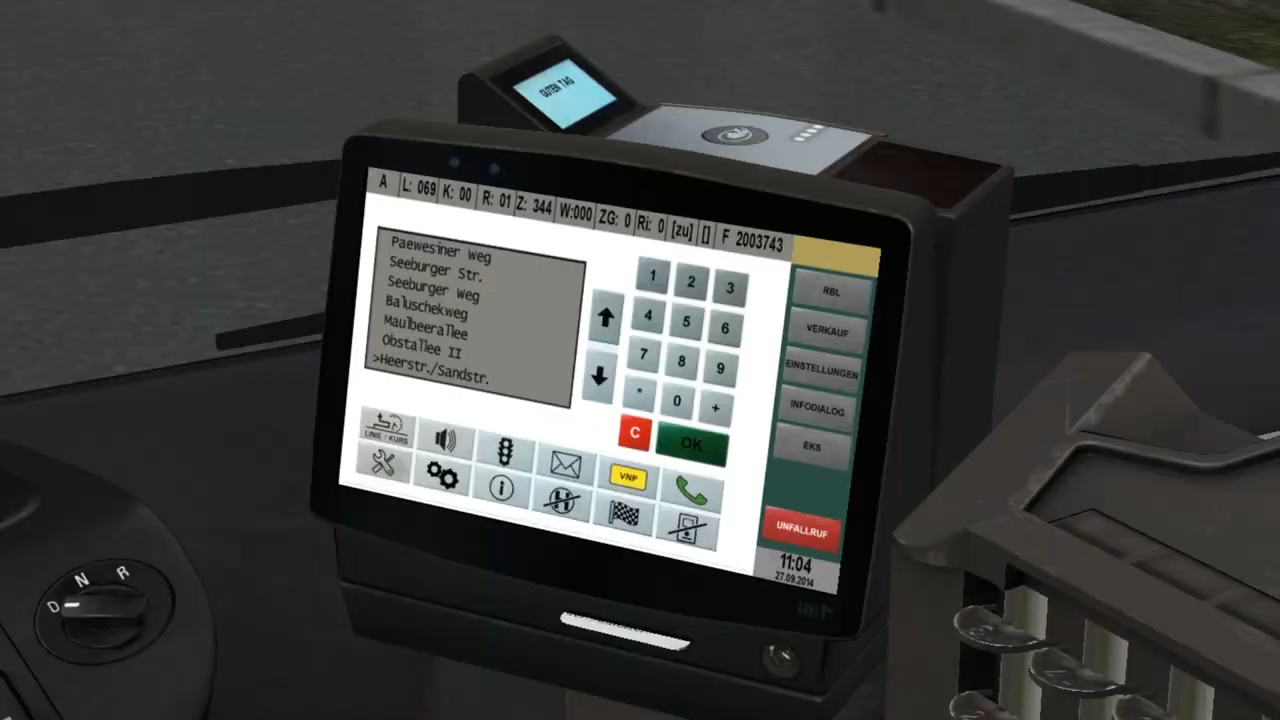 GUTEN TAG
A L: 069 K: 00 R: 01 Z: 344 W:000 ZG: 0 Ri: 0 [zu] [] F 2003743
Paewesiner Weg
Seeburger Str.
Seeburger Weg
Baluschekweg
Maulbeerallee
Obstallee II
>Heerstr./Sandstr.
1 2 3
4 5 6
7 8 9
* 0 +
C OK
RBL
VERKAUF
EINSTELLUNGEN
INFODIALOG
EKS
UNFALLRUF
LINIE / KURS
VNP
i
H
11:04
27.09.2014
init
D N R